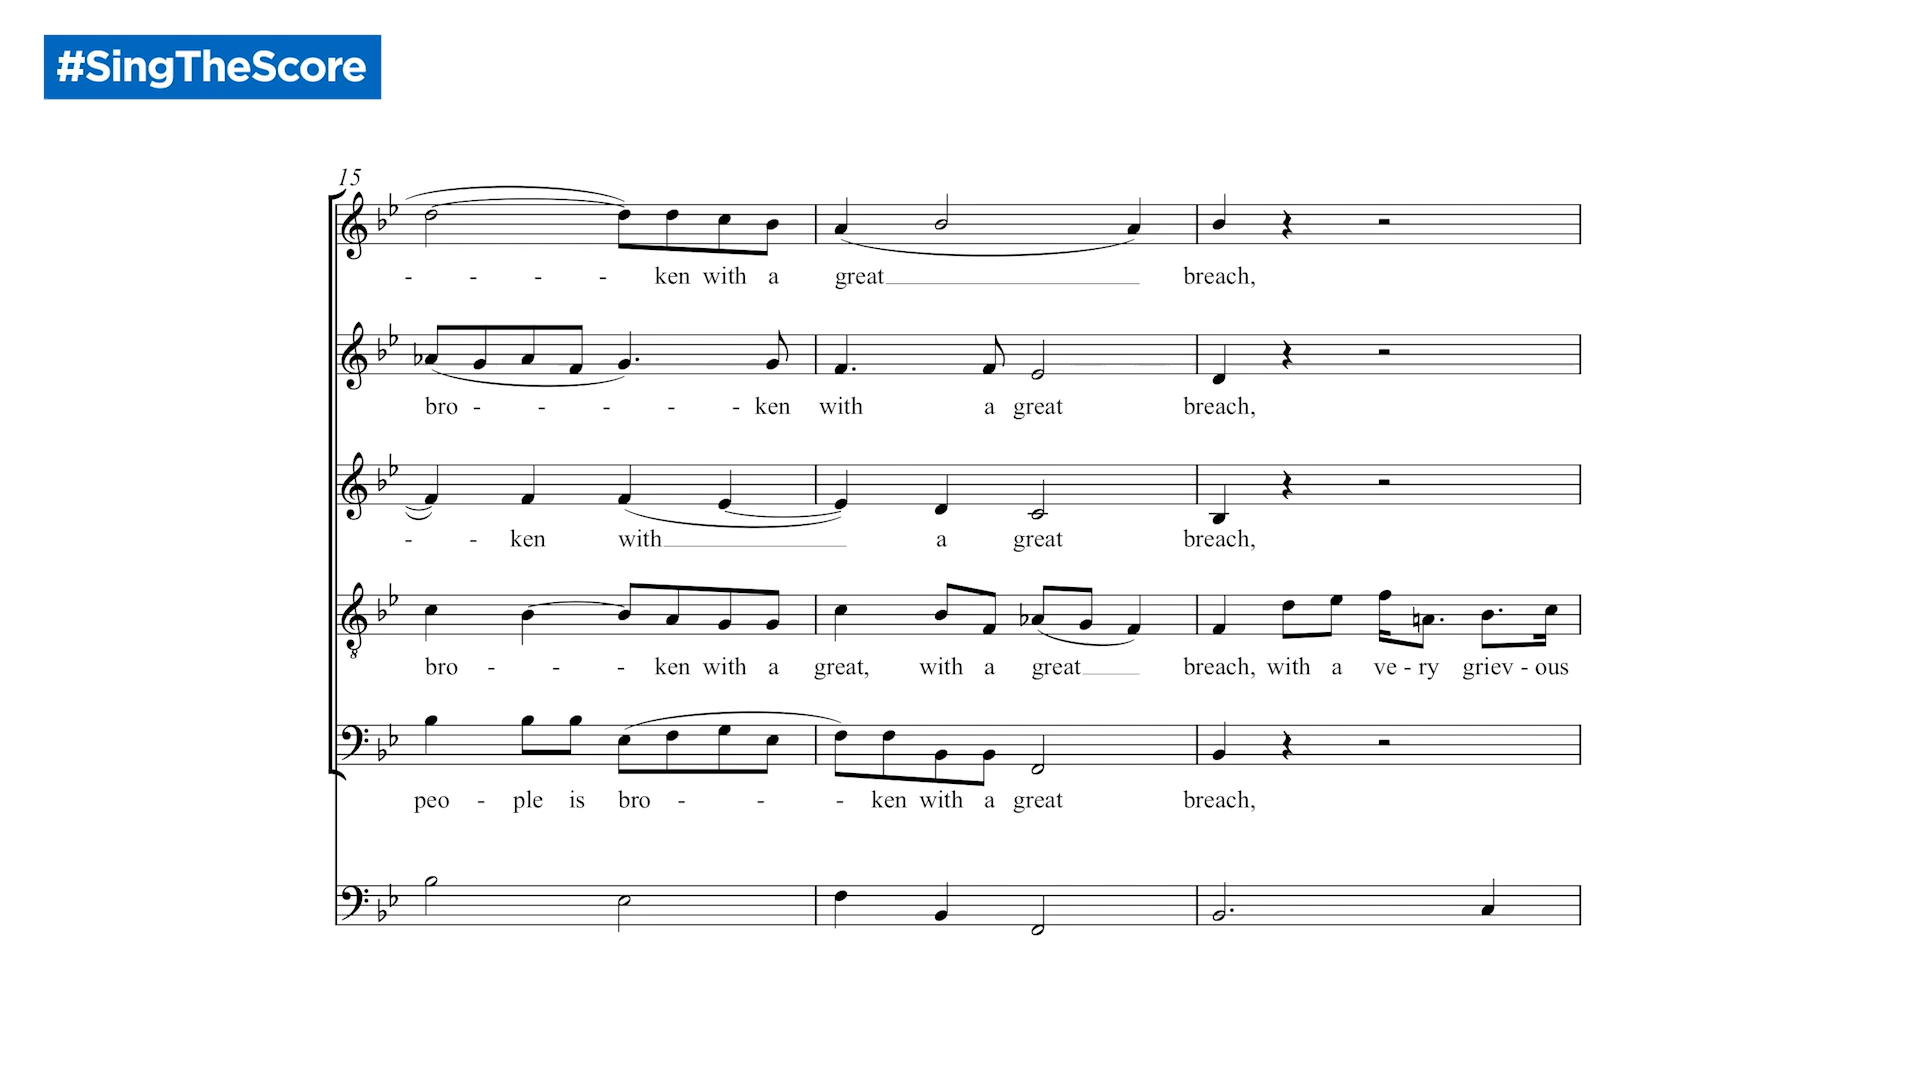 #SingTheScore
15
- - - - ken with a great breach,
bro - - - - - ken with a great breach,
- - ken with a great breach,
8
bro - - - ken with a great, with a great breach, with a ve - ry griev - ous
peo - ple is bro - - - ken with a great breach,